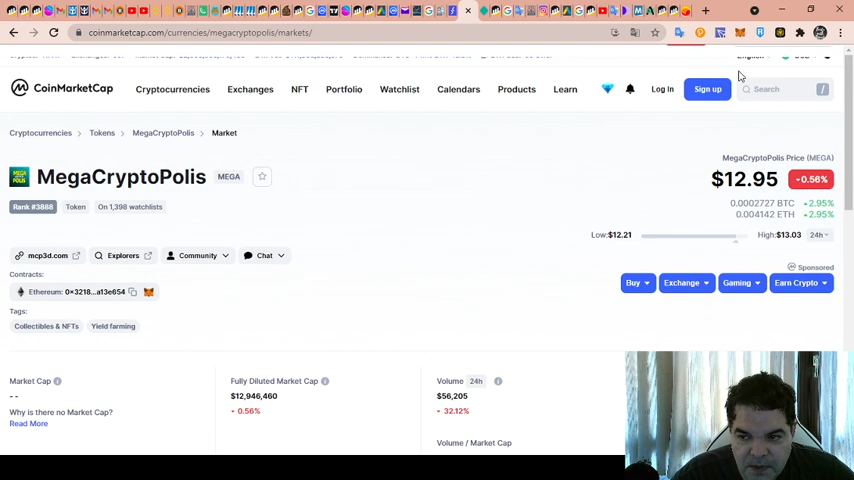 coinmarketcap.com/currencies/megacryptopolis/markets/
English
CoinMarketCap
Cryptocurrencies
Exchanges
NFT
Portfolio
Watchlist
Calendars
Products
Learn
Log In
Sign up
Search
/
Cryptocurrencies > Tokens > MegaCryptoPolis > Market
MegaCryptoPolis Price (MEGA)
MEGA POLIS
MegaCryptoPolis MEGA
$12.95
0.56%
Rank #3888
Token
On 1,398 watchlists
0.0002727 BTC 2.95%
0.004142 ETH 2.95%
Low:$12.21
High:$13.03
24h
mcp3d.com
Explorers
Community
Chat
Sponsored
Contracts:
Buy
Exchange
Gaming
Earn Crypto
Ethereum: 0x3218...a13e654
Tags:
Collectibles & NFTs
Yield farming
Market Cap
Fully Diluted Market Cap
Volume 24h
- -
$12,946,460
$56,205
Why is there no Market Cap?
0.56%
32.12%
Read More
Volume / Market Cap